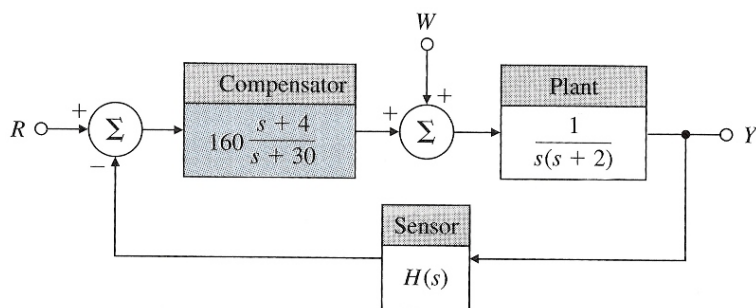 W
Compensator
160 s + 4 / s + 30
Plant
1 / s(s + 2)
R
+
−
Σ
+
+
Σ
Y
Sensor
H(s)